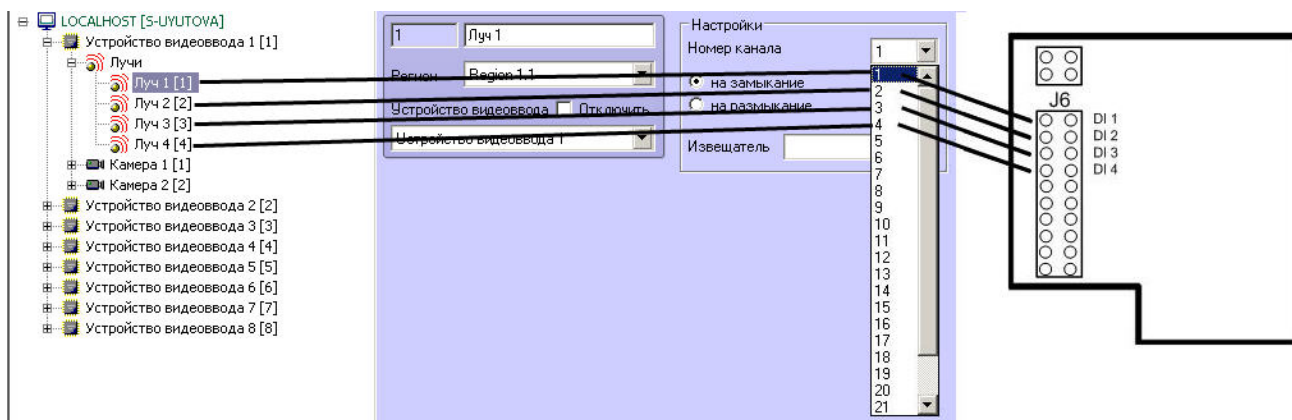 LOCALHOST [S-UYUTOVA]
Устройство видеоввода 1 [1]
Лучи
Луч 1 [1]
Луч 2 [2]
Луч 3 [3]
Луч 4 [4]
Камера 1 [1]
Камера 2 [2]
Устройство видеоввода 2 [2]
Устройство видеоввода 3 [3]
Устройство видеоввода 4 [4]
Устройство видеоввода 5 [5]
Устройство видеоввода 6 [6]
Устройство видеоввода 7 [7]
Устройство видеоввода 8 [8]
1 Луч 1
Регион Region 1.1
Устройство видеоввода Отключить
Устройство видеоввода 1
Настройки
Номер канала 1
на замыкание
на размыкание
Извещатель
1
2
3
4
5
6
7
8
9
10
11
12
13
14
15
16
17
18
19
20
21
J6
DI 1
DI 2
DI 3
DI 4